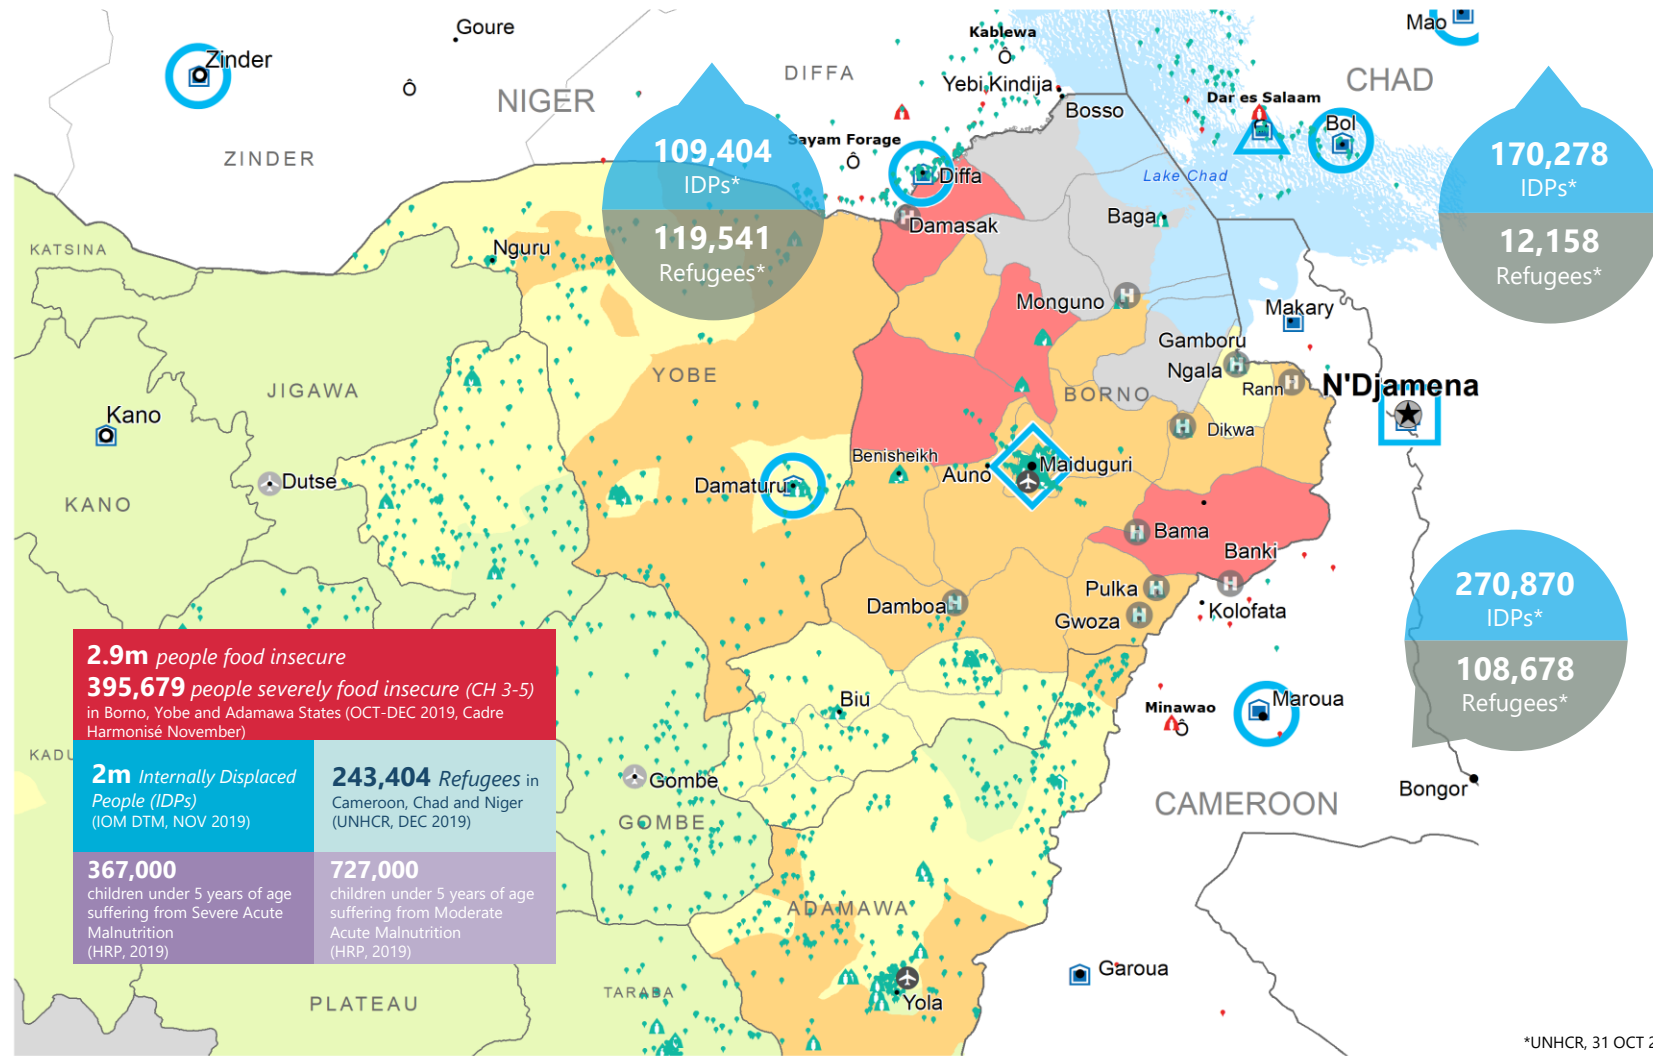 Goure
Kablewa
Ô
Mao
Zinder
DIFFA
CHAD
Ô
NIGER
Yebi Kindija
Bosso
Dar es Salaam
Bol
Sayam Forage
Ô
109,404
IDPs*
119,541
Refugees*
170,278
IDPs*
12,158
Refugees*
ZINDER
Diffa
Lake Chad
Baga
Damasak
KATSINA
Nguru
Monguno
Makary
Gamboru
Ngala
Rann
N'Djamena
YOBE
JIGAWA
BORNO
Kano
Dikwa
Benisheikh
Auno
Maiduguri
Damaturu
Dutse
KANO
Bama
Banki
Pulka
Damboa
Gwoza
Kolofata
270,870
IDPs*
108,678
Refugees*
2.9m people food insecure
395,679 people severely food insecure (CH 3-5)
in Borno, Yobe and Adamawa States (OCT-DEC 2019, Cadre
Harmonisé November)
Biu
Minawao
Ô
Maroua
KADU
2m Internally Displaced
People (IDPs)
(IOM DTM, NOV 2019)
243,404 Refugees in
Cameroon, Chad and Niger
(UNHCR, DEC 2019)
Gombe
GOMBE
CAMEROON
Bongor
367,000
children under 5 years of age
suffering from Severe Acute
Malnutrition
(HRP, 2019)
727,000
children under 5 years of age
suffering from Moderate
Acute Malnutrition
(HRP, 2019)
ADAMAWA
Garoua
PLATEAU
TARABA
Yola
H
H
H
H
H
H
H
H
H
H
*UNHCR, 31 OCT 2